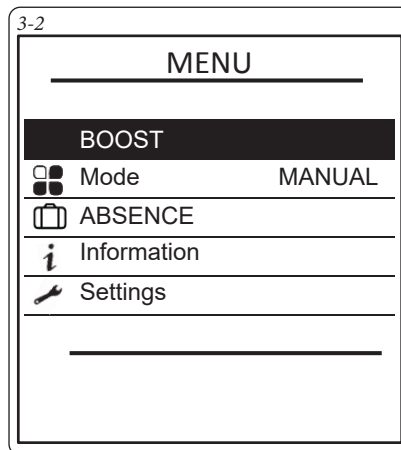 3-2
MENU
BOOST
Mode MANUAL
ABSENCE
Information
Settings